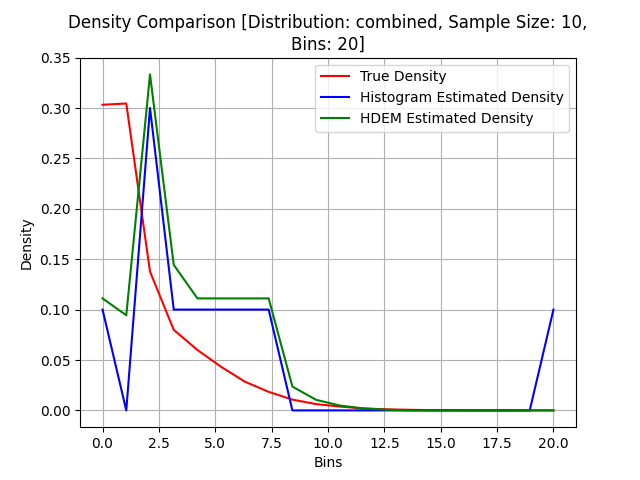 Density Comparison [Distribution: combined, Sample Size: 10,
Bins: 20]
True Density
Histogram Estimated Density
HDEM Estimated Density
Density
0.35
0.30
0.25
0.20
0.15
0.10
0.05
0.00
0.0 2.5 5.0 7.5 10.0 12.5 15.0 17.5 20.0
Bins